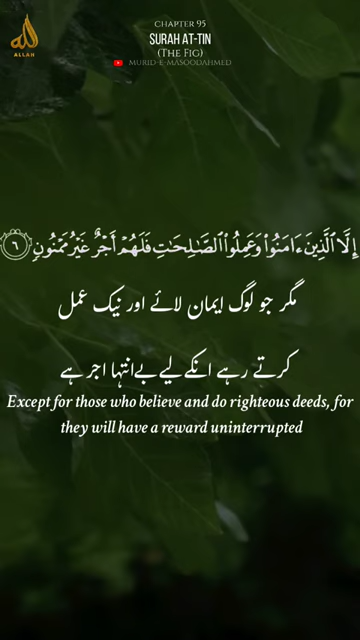 الله
ALLAH
CHAPTER 95
SURAH AT-TIN
(THE FIG)
MURID-E-MASOODAHMED
إِلَّا ٱلَّذِينَ ءَامَنُوا۟ وَعَمِلُوا۟ ٱلصَّـٰلِحَـٰتِ فَلَهُمْ أَجْرٌ غَيْرُ مَمْنُونٍ ٦
مگر جو لوگ ایمان لائے اور نیک عمل
کرتے رہے انکے لیے بے انتہا اجر ہے
Except for those who believe and do righteous deeds, for
they will have a reward uninterrupted